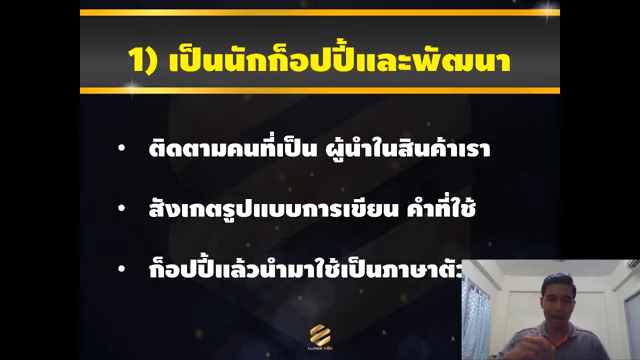 1) เป็นนักก็อปปี้และพัฒนา
• ติดตามคนที่เป็น ผู้นำในสินค้าเรา
• สังเกตรูปแบบการเขียน คำที่ใช้
• ก็อปปี้แล้วนำมาใช้เป็นภาษาตัว